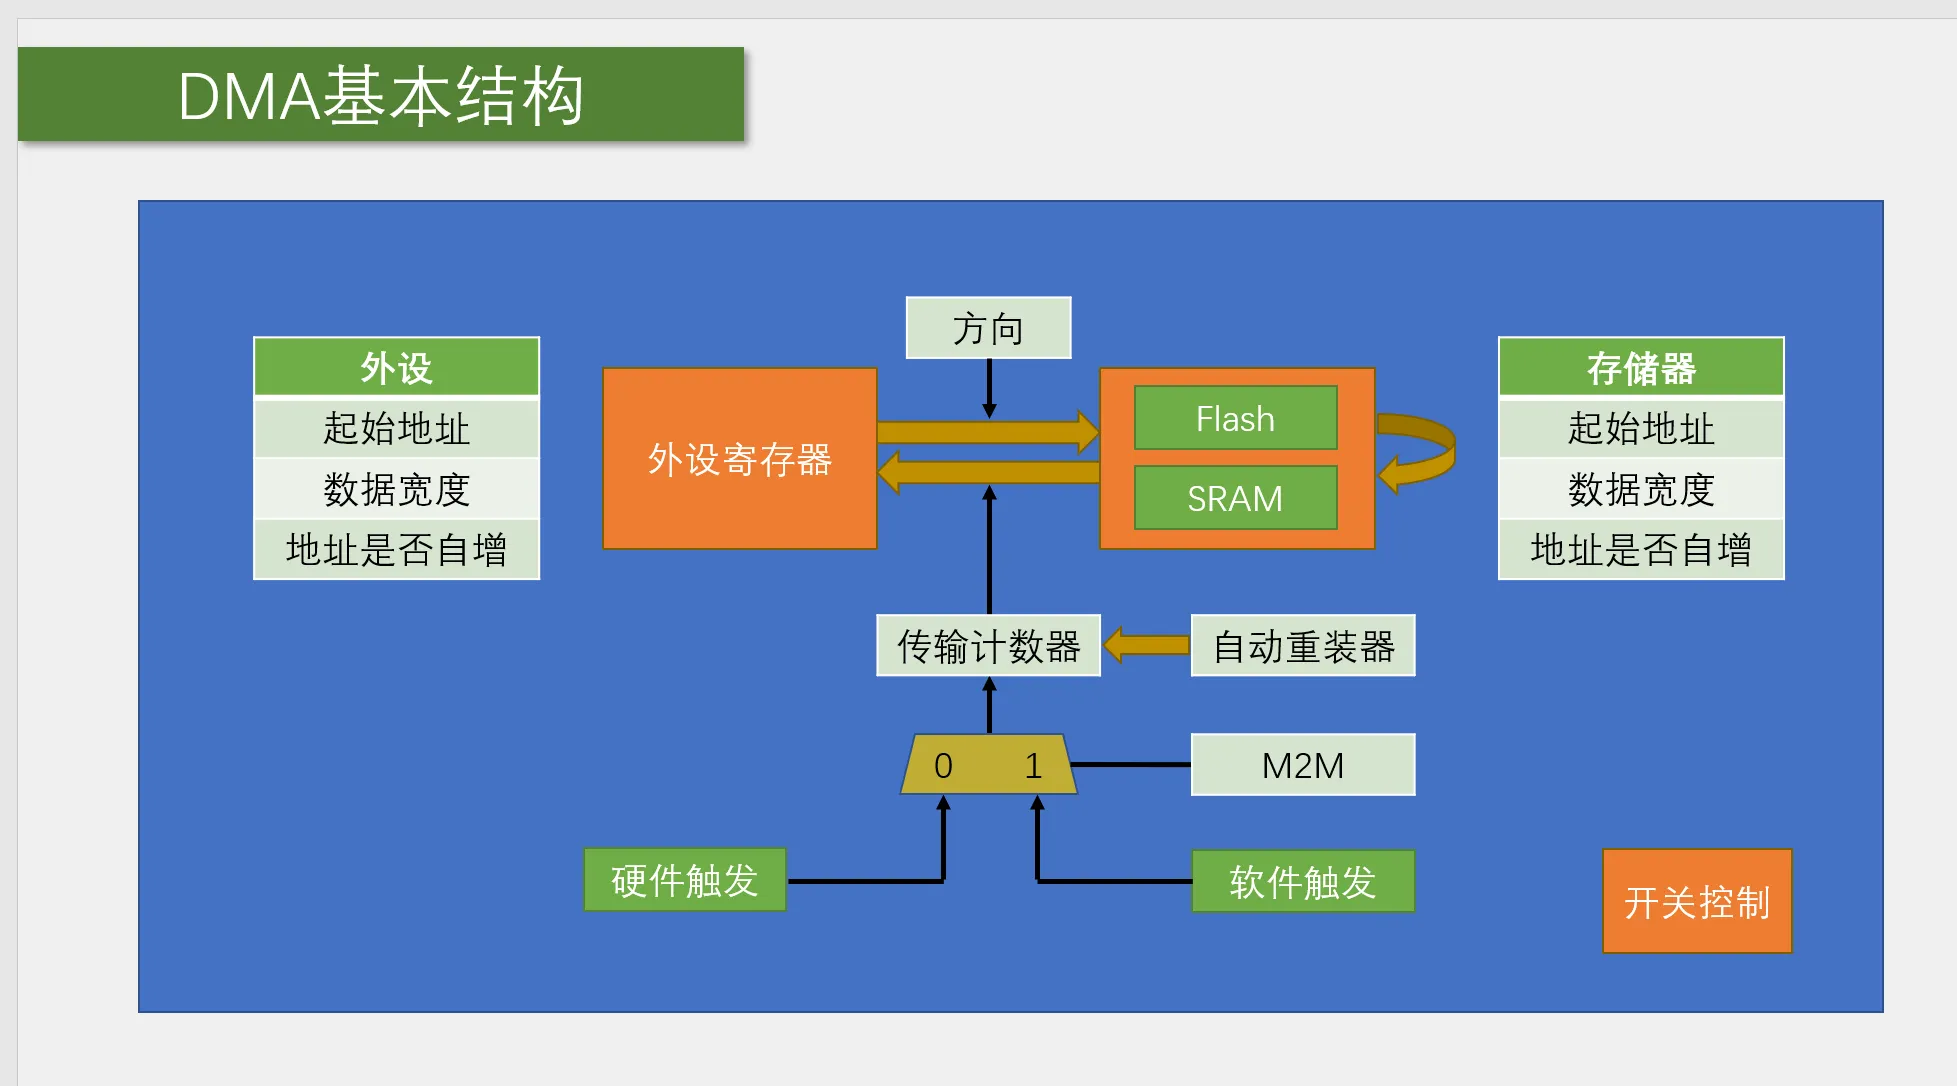 DMA基本结构
方向
外设
起始地址
数据宽度
地址是否自增
外设寄存器
Flash
SRAM
存储器
起始地址
数据宽度
地址是否自增
传输计数器
自动重装器
0 1
M2M
硬件触发
软件触发
开关控制